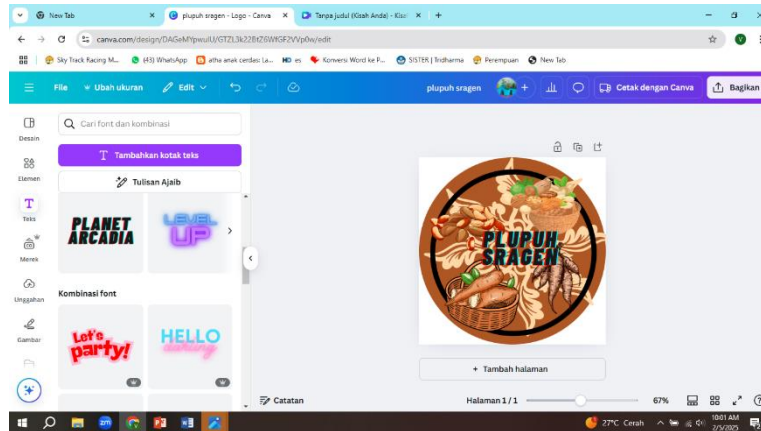 New Tab
plupuh sragen - Logo - Canva
Tanpa judul (Kisah Anda) - Kisah
canva.com/design/
/edit
Sky Track Racing M...
(43) WhatsApp
atha anak cerdas: La...
HD es
Konversi Word ke P...
SISTER | Tridharma
Perempuan
New Tab
File
Ubah ukuran
Edit
plupuh sragen
Cetak dengan Canva
Bagikan
Desain
Elemen
Teks
Merek
Unggahan
Gambar
Cari font dan kombinasi
T Tambahkan kotak teks
Tulisan Ajaib
PLANET
ARCADIA
LEVEL
UP
Kombinasi font
Let's
party!
HELLO
darling
PLUPUH
SRAGEN
+ Tambah halaman
Catatan
Halaman 1 / 1
67%
27°C Cerah
10:01 AM
2/5/2025